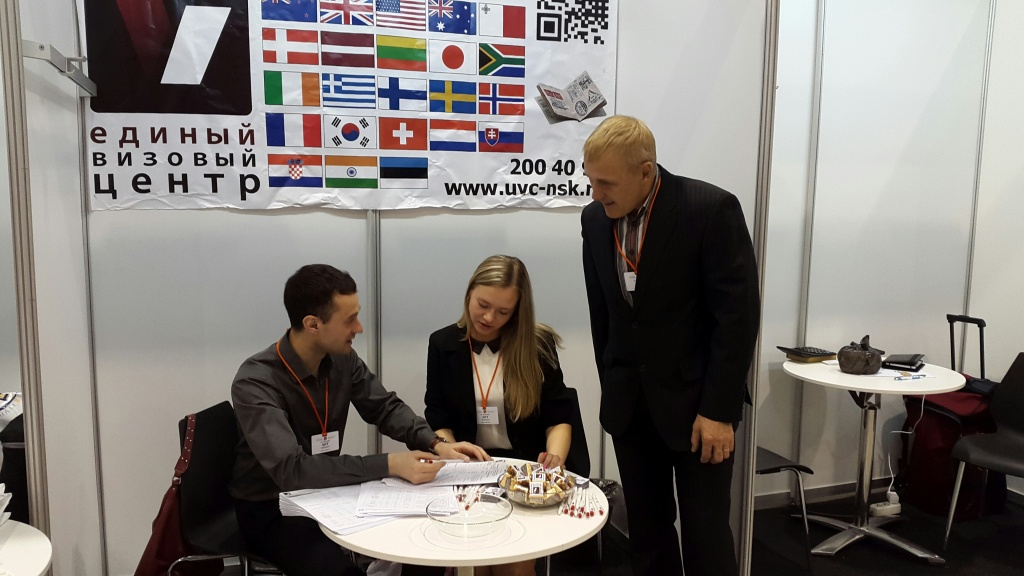 единый
визовый
центр
200 40
www.uvc-nsk.